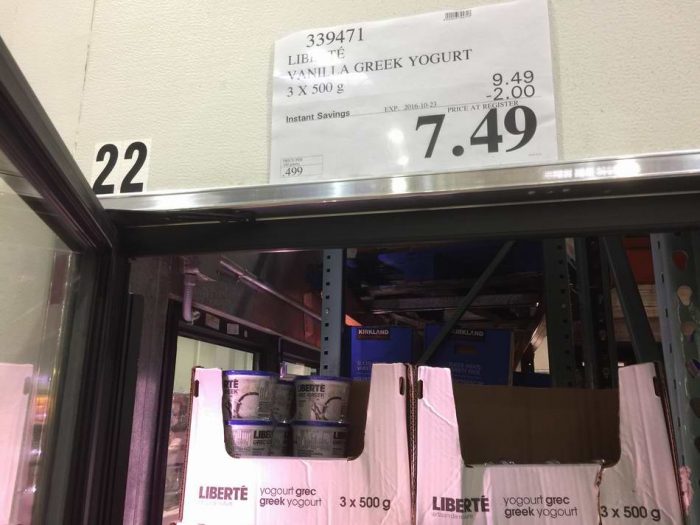 339471
LIBERTÉ
VANILLA GREEK YOGURT
3 X 500 g
9.49
-2.00
Instant Savings
EXP. 2016-10-23
PRICE AT REGISTER
7.49
PRICE PER
.499
22
KIRKLAND
KIRKLAND
LIBERTÉ
yogourt grec
greek yogourt
3 x 500 g
LIBERTÉ
yogourt grec
greek yogourt
3 x 500 g